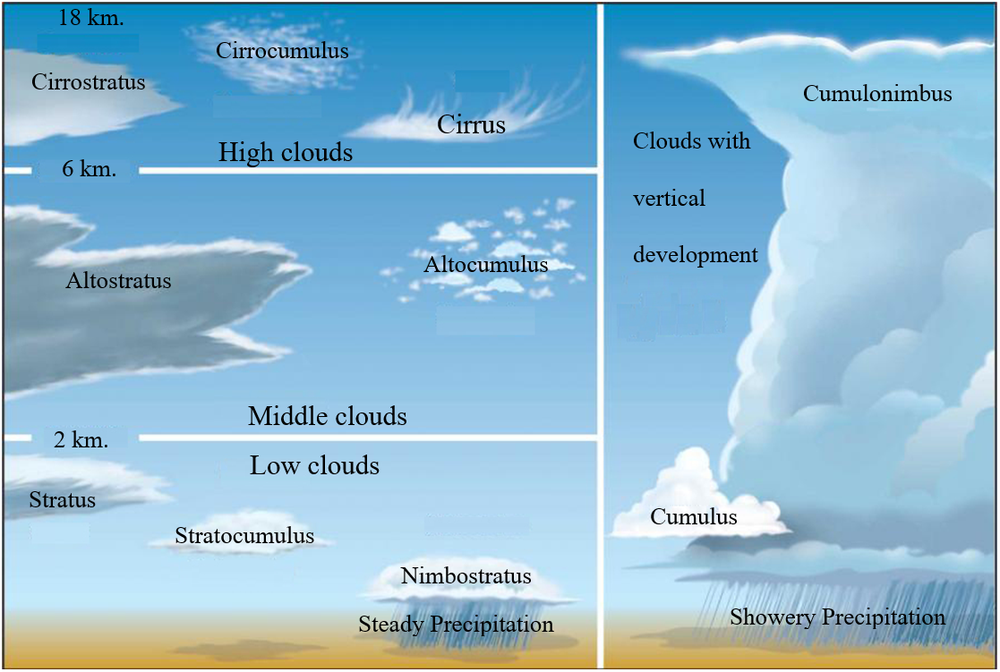 18 km.
Cirrocumulus
Cirrostratus
Cirrus
High clouds
6 km.
Altocumulus
Altostratus
Middle clouds
2 km.
Low clouds
Stratus
Stratocumulus
Nimbostratus
Steady Precipitation
Cumulonimbus
Clouds with
vertical
development
Cumulus
Showery Precipitation